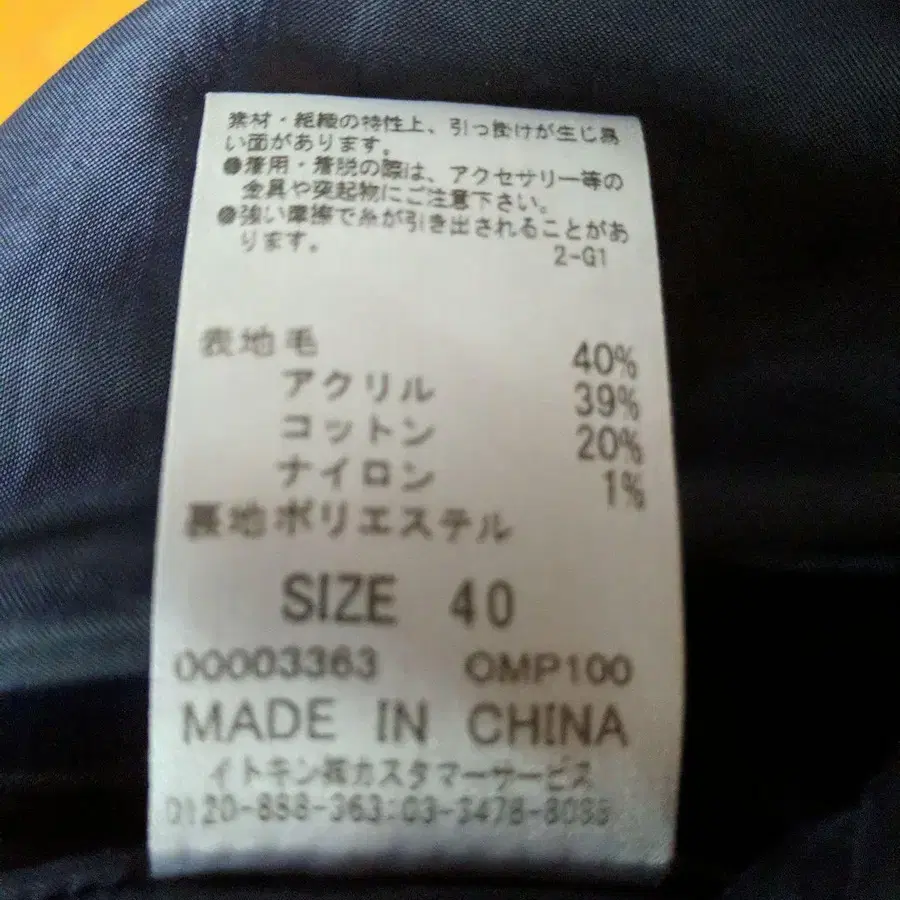 素材・組織の特性上、引っ掛けが生じ易
い面があります。
●着用・着脱の際は、アクセサリー等の
金具や突起物にご注意下さい。
●強い摩擦で糸が引き出されることがあ
ります。 2-G1
表地毛 40%
アクリル 39%
コットン 20%
ナイロン 1%
裏地ポリエステル
SIZE 40
00003363 OMP100
MADE IN CHINA
イトキン㈱カスタマーサービス
0120-888-363:03-3478-8088